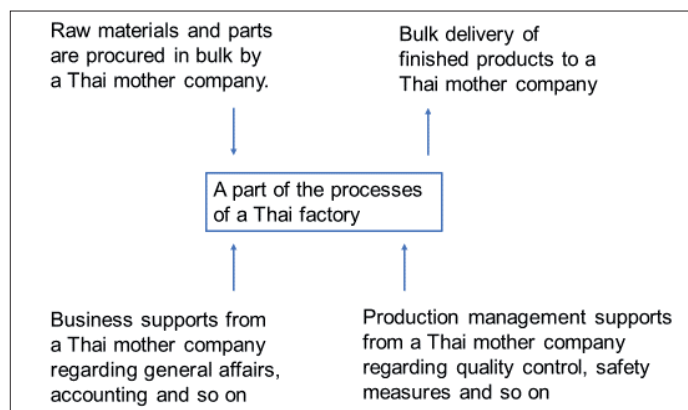 Raw materials and parts
are procured in bulk by
a Thai mother company.
Bulk delivery of
finished products to a
Thai mother company
A part of the processes
of a Thai factory
Business supports from
a Thai mother company
regarding general affairs,
accounting and so on
Production management supports
from a Thai mother company
regarding quality control, safety
measures and so on